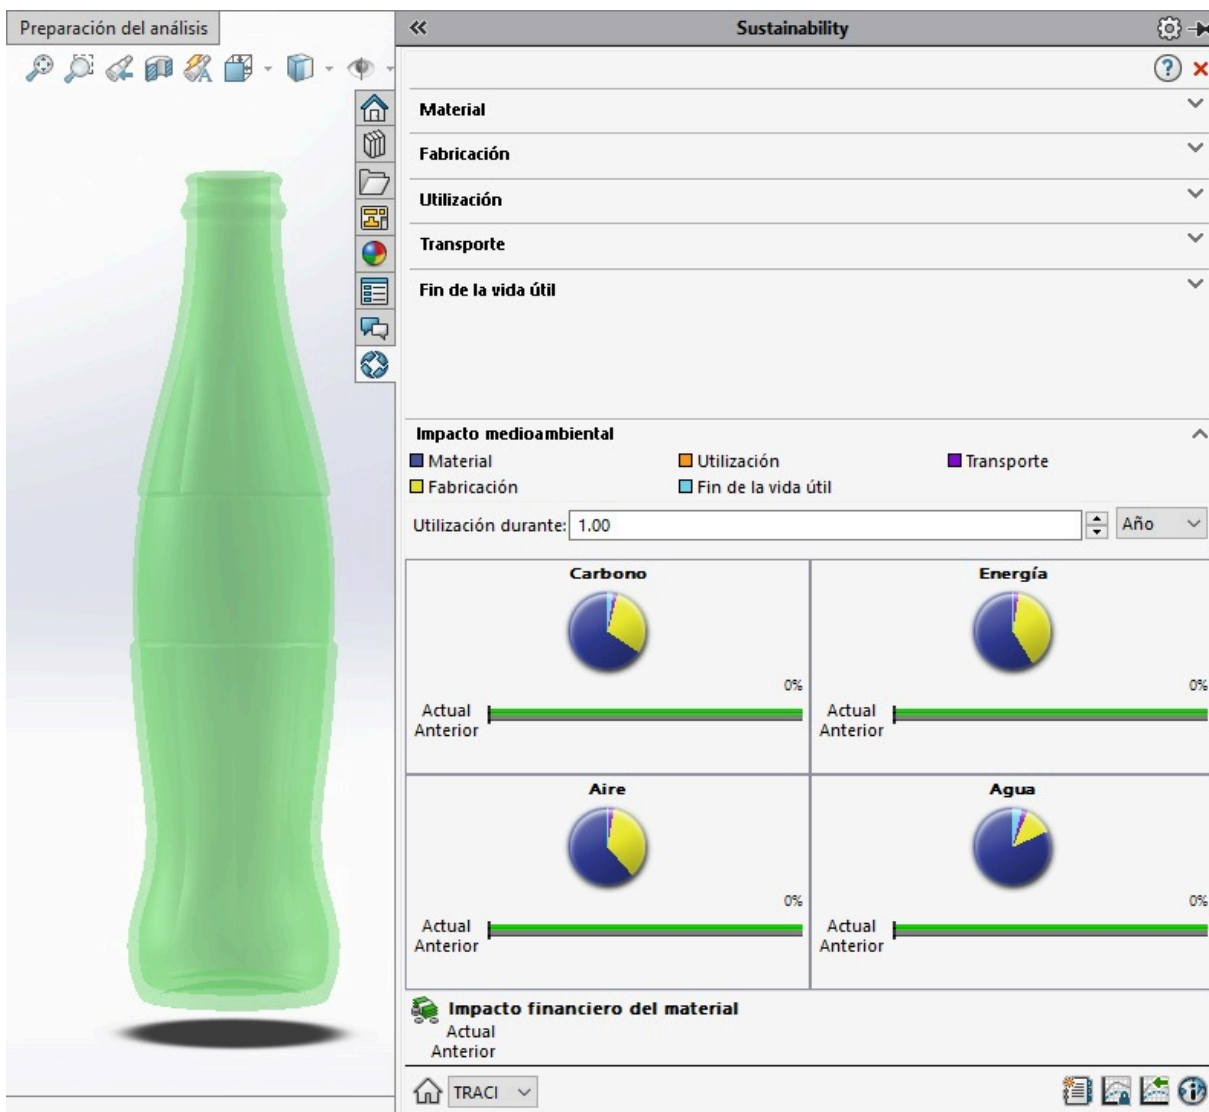 Preparación del análisis
Sustainability
Material
Fabricación
Utilización
Transporte
Fin de la vida útil
Impacto medioambiental
Material
Utilización
Transporte
Fabricación
Fin de la vida útil
Utilización durante: 1.00 Año
Carbono
0%
Actual
Anterior
Energía
0%
Actual
Anterior
Aire
0%
Actual
Anterior
Agua
0%
Actual
Anterior
Impacto financiero del material
Actual
Anterior
TRACI